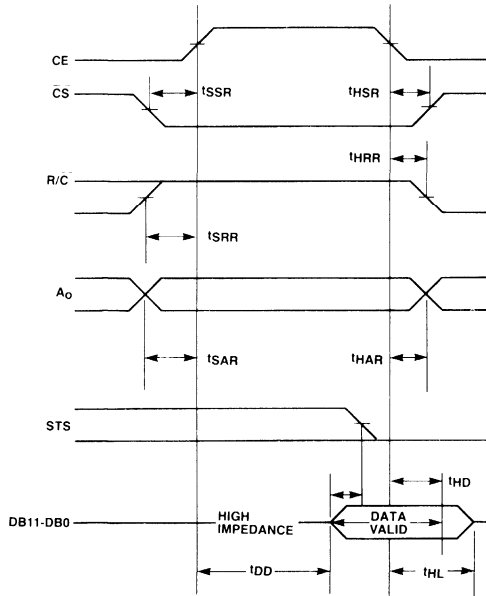 CE
tSSR
tHSR
CS
tHRR
R/C
tSRR
A0
tSAR
tHAR
STS
tHD
DB11-DB0
HIGH
IMPEDANCE
DATA
VALID
tDD
tHL